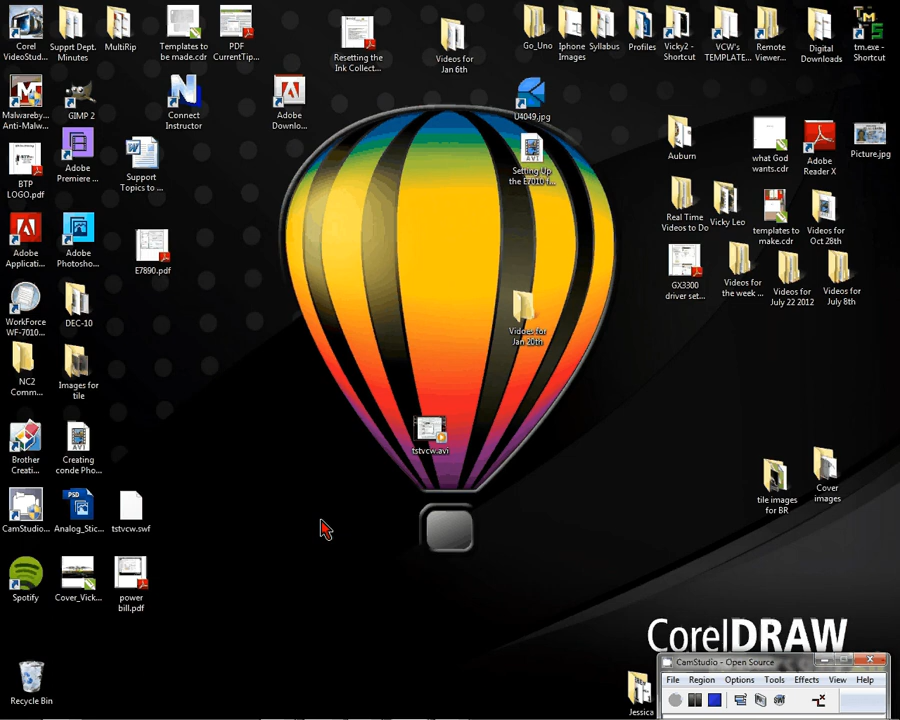 Corel
VideoStud...
Supprt Dept.
Minutes
MultiRip
Templates to
be made.cdr
PDF
CurrentTip...
Resetting the
Ink Collect...
Videos for
Jan 6th
Go_Uno
Iphone
Images
Syllabus
Profiles
Vicky2 -
Shortcut
VCW's
TEMPLATE...
Remote
Viewer...
Digital
Downloads
tm.exe -
Shortcut
Malwareby...
Anti-Malw...
GIMP 2
Connect
Instructor
Adobe
Downlo...
U4049.jpg
BTP
LOGO.pdf
Adobe
Premiere ...
Support
Topics to ...
Setting Up
the E7010 f...
Auburn
what God
wants.cdr
Adobe
Reader X
Picture.jpg
Adobe
Applicati...
Adobe
Photosho...
E7890.pdf
Real Time
Videos to Do
Vicky Leo
templates to
make.cdr
Videos for
Oct 28th
GX3300
driver set...
Videos for
the week ...
Videos for
July 22 2012
Videos for
July 8th
WorkForce
WF-7010...
DEC-10
Vidoes for
Jan 20th
NC2
Comm...
Images for
tile
tstvcw.avi
Brother
Creati...
AVI
Creating
conde Pho...
tile images
for BR
Cover
images
CamStudio...
PSD
Analog_Stic...
tstvcw.swf
Spotify
Cover_Vick...
power
bill.pdf
CorelDRAW
Recycle Bin
Jessica
CamStudio - Open Source
File Region Options Tools Effects View Help